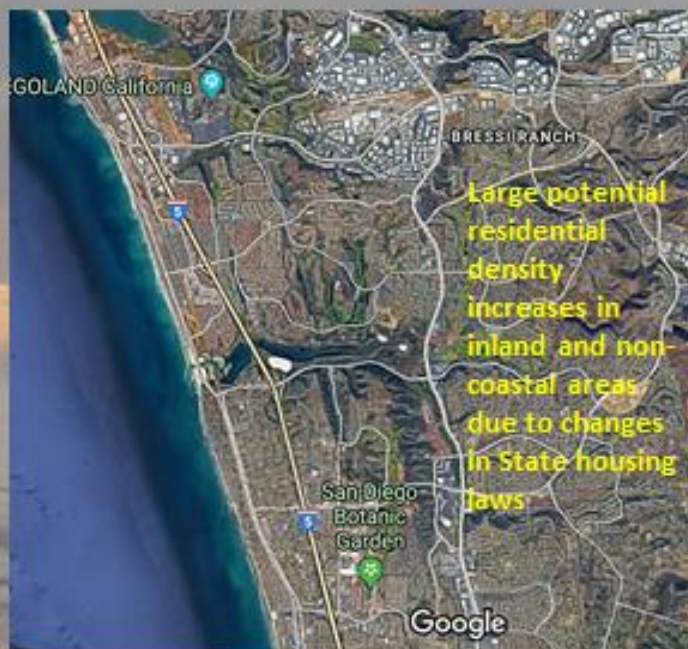 EGOLAND California
BRESSI RANCH
5
Large potential
residential
density
increases in
inland and non-
coastal areas
due to changes
in State housing
laws
San Diego
Botanic
Garden
5
Google